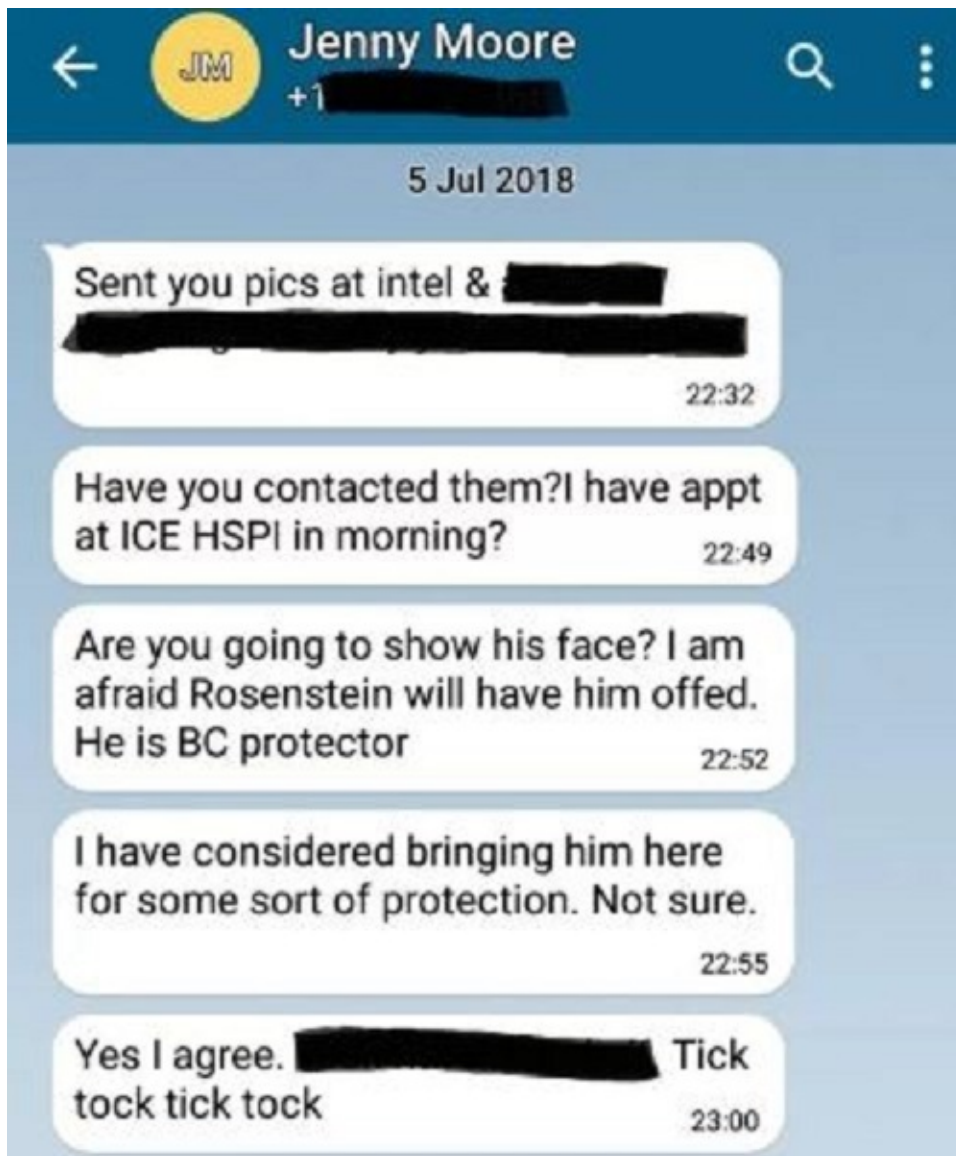 JM
Jenny Moore
+1
5 Jul 2018
Sent you pics at intel &
22:32
Have you contacted them?I have appt
at ICE HSPI in morning?
22:49
Are you going to show his face? I am
afraid Rosenstein will have him offed.
He is BC protector
22:52
I have considered bringing him here
for some sort of protection. Not sure.
22:55
Yes I agree. Tick
tock tick tock
23:00